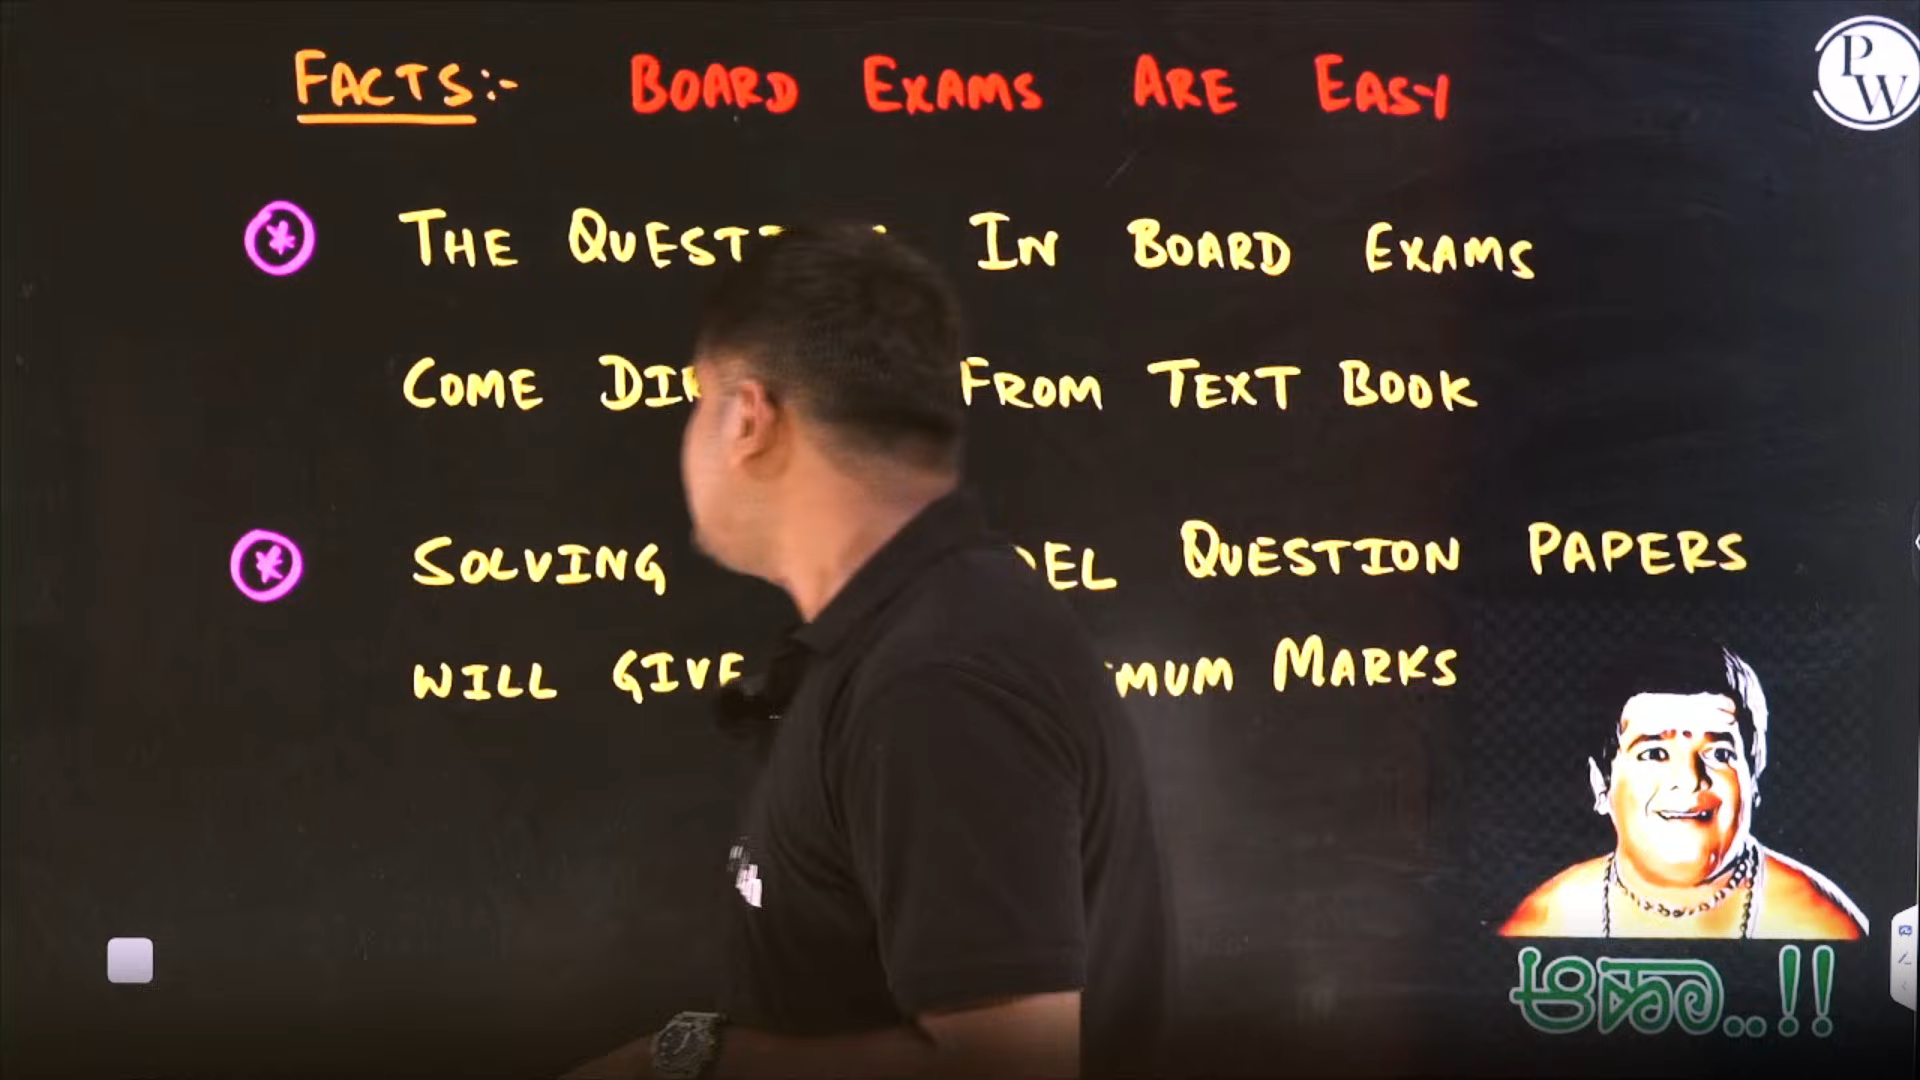 FACTS:- BOARD EXAMS ARE EASY
PW
THE IN BOARD EXAMS
COME FROM TEXT BOOK
SOLVING QUESTION PAPERS
WILL GIVE MARKS
ಆಹಾ..!!